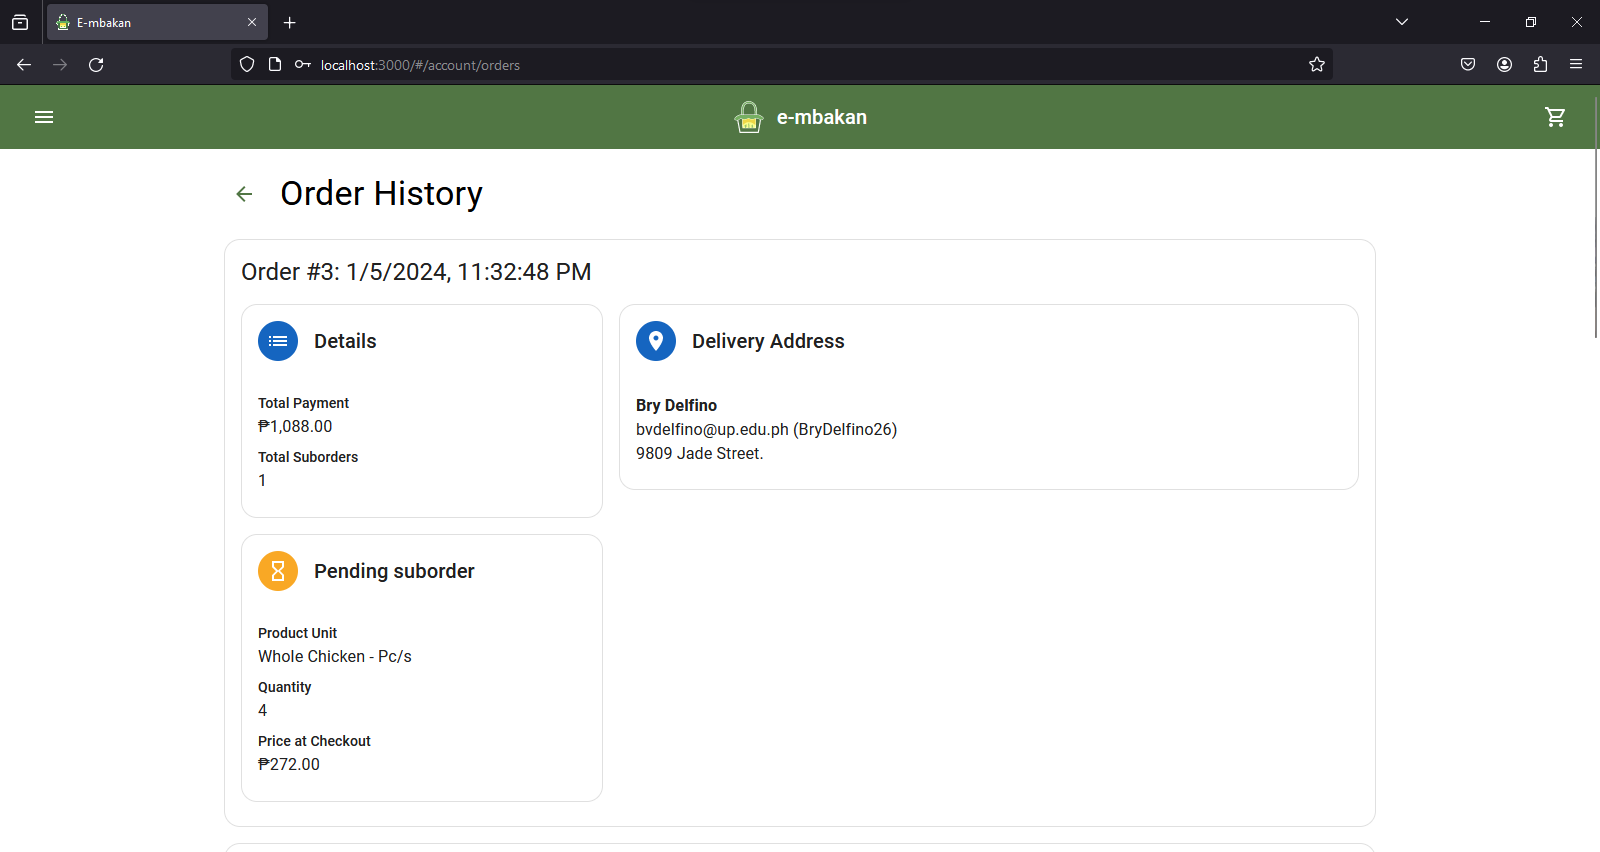 E-mbakan
localhost:3000/#/account/orders
e-mbakan
Order History
Order #3: 1/5/2024, 11:32:48 PM
Details
Total Payment
₱1,088.00
Total Suborders
1
Delivery Address
Bry Delfino
bvdelfino@up.edu.ph (BryDelfino26)
9809 Jade Street.
Pending suborder
Product Unit
Whole Chicken - Pc/s
Quantity
4
Price at Checkout
₱272.00